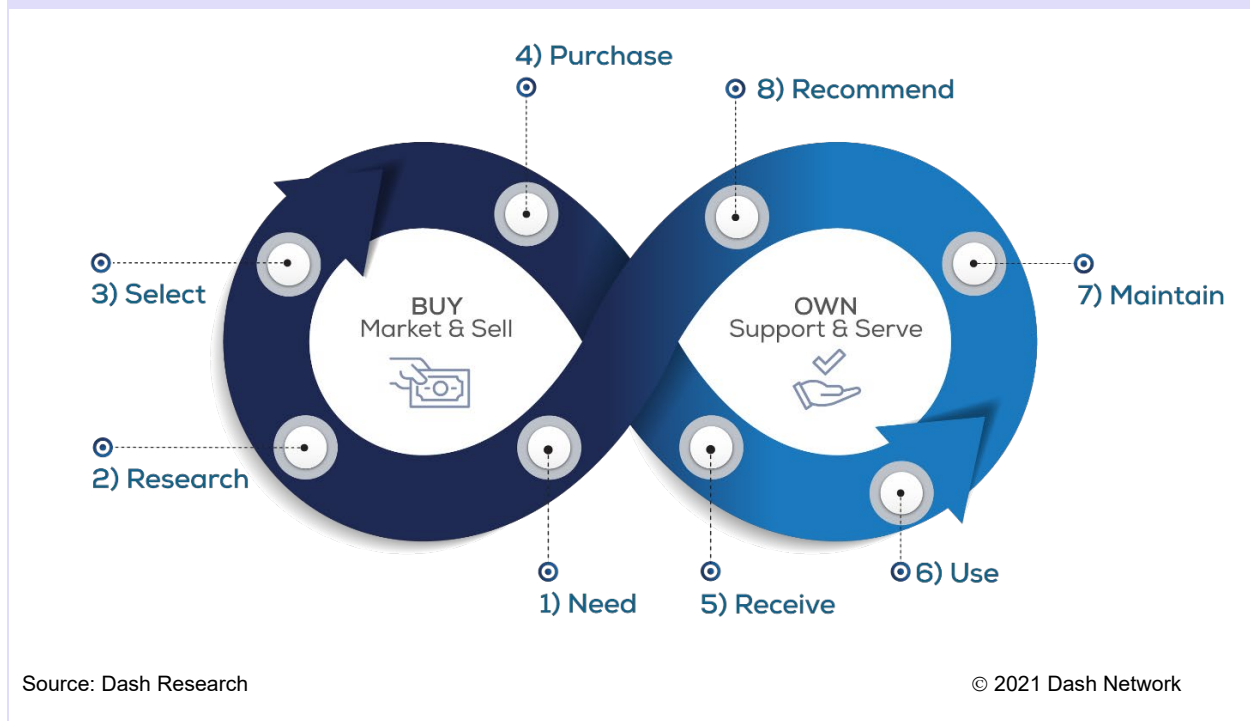 4) Purchase
8) Recommend
3) Select
BUY
Market & Sell
OWN
Support & Serve
7) Maintain
2) Research
1) Need
5) Receive
6) Use
Source: Dash Research
© 2021 Dash Network